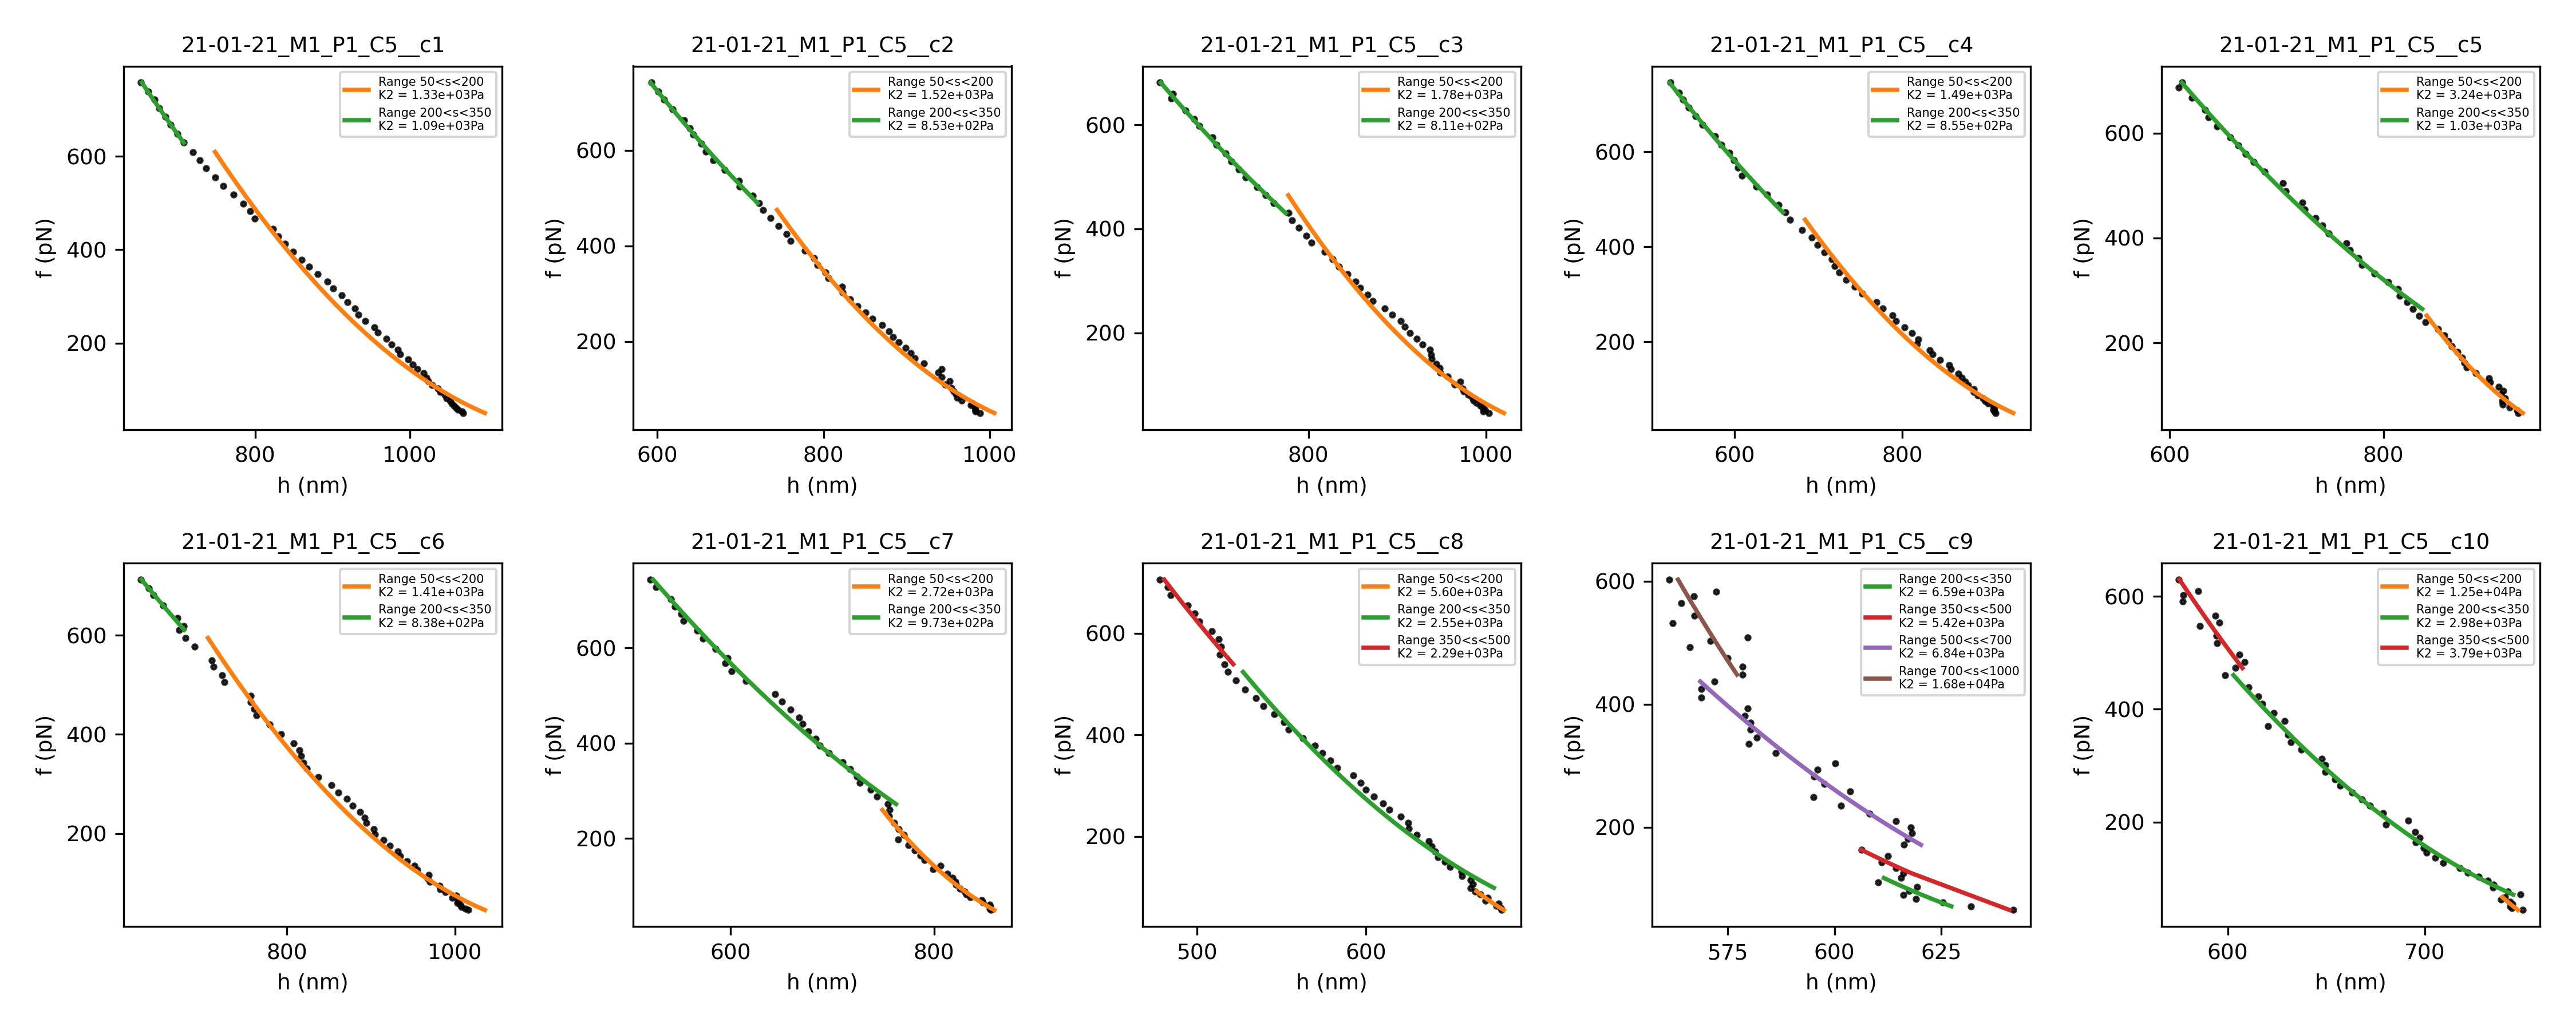 21-01-21_M1_P1_C5__c1
Range 50<s<200
K2 = 1.33e+03Pa
Range 200<s<350
K2 = 1.09e+03Pa
600
400
200
f (pN)
800
1000
h (nm)
21-01-21_M1_P1_C5__c2
Range 50<s<200
K2 = 1.52e+03Pa
Range 200<s<350
K2 = 8.53e+02Pa
600
400
200
f (pN)
600
800
1000
h (nm)
21-01-21_M1_P1_C5__c3
Range 50<s<200
K2 = 1.78e+03Pa
Range 200<s<350
K2 = 8.11e+02Pa
600
400
200
f (pN)
800
1000
h (nm)
21-01-21_M1_P1_C5__c4
Range 50<s<200
K2 = 1.49e+03Pa
Range 200<s<350
K2 = 8.55e+02Pa
600
400
200
f (pN)
600
800
h (nm)
21-01-21_M1_P1_C5__c5
Range 50<s<200
K2 = 3.24e+03Pa
Range 200<s<350
K2 = 1.03e+03Pa
600
400
200
f (pN)
600
800
h (nm)
21-01-21_M1_P1_C5__c6
Range 50<s<200
K2 = 1.41e+03Pa
Range 200<s<350
K2 = 8.38e+02Pa
600
400
200
f (pN)
800
1000
h (nm)
21-01-21_M1_P1_C5__c7
Range 50<s<200
K2 = 2.72e+03Pa
Range 200<s<350
K2 = 9.73e+02Pa
600
400
200
f (pN)
600
800
h (nm)
21-01-21_M1_P1_C5__c8
Range 50<s<200
K2 = 5.60e+03Pa
Range 200<s<350
K2 = 2.55e+03Pa
Range 350<s<500
K2 = 2.29e+03Pa
600
400
200
f (pN)
500
600
h (nm)
21-01-21_M1_P1_C5__c9
Range 200<s<350
K2 = 6.59e+03Pa
Range 350<s<500
K2 = 5.42e+03Pa
Range 500<s<700
K2 = 6.84e+03Pa
Range 700<s<1000
K2 = 1.68e+04Pa
600
400
200
f (pN)
575
600
625
h (nm)
21-01-21_M1_P1_C5__c10
Range 50<s<200
K2 = 1.25e+04Pa
Range 200<s<350
K2 = 2.98e+03Pa
Range 350<s<500
K2 = 3.79e+03Pa
600
400
200
f (pN)
600
700
h (nm)